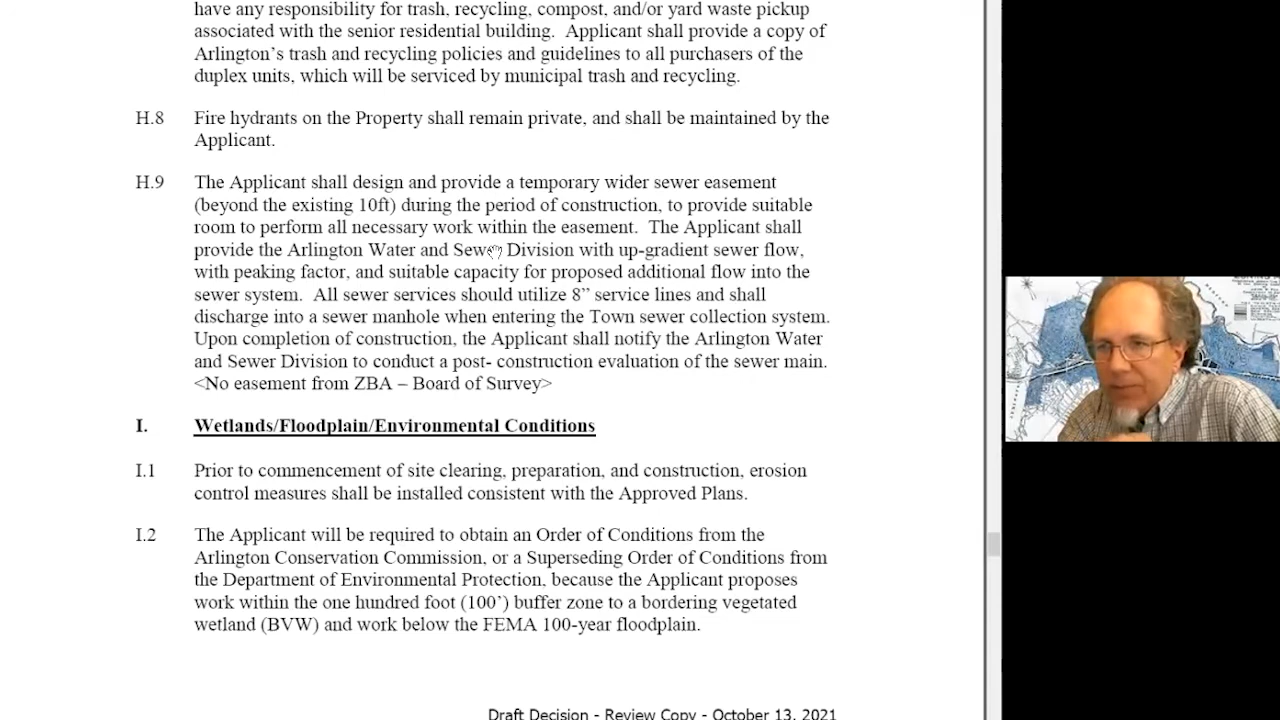 have any responsibility for trash, recycling, compost, and/or yard waste pickup
associated with the senior residential building.  Applicant shall provide a copy of
Arlington’s trash and recycling policies and guidelines to all purchasers of the
duplex units, which will be serviced by municipal trash and recycling.
H.8 Fire hydrants on the Property shall remain private, and shall be maintained by the
Applicant.
H.9 The Applicant shall design and provide a temporary wider sewer easement
(beyond the existing 10ft) during the period of construction, to provide suitable
room to perform all necessary work within the easement.  The Applicant shall
provide the Arlington Water and Sewer Division with up-gradient sewer flow,
with peaking factor, and suitable capacity for proposed additional flow into the
sewer system.  All sewer services should utilize 8” service lines and shall
discharge into a sewer manhole when entering the Town sewer collection system.
Upon completion of construction, the Applicant shall notify the Arlington Water
and Sewer Division to conduct a post- construction evaluation of the sewer main.
<No easement from ZBA – Board of Survey>
I. Wetlands/Floodplain/Environmental Conditions
I.1 Prior to commencement of site clearing, preparation, and construction, erosion
control measures shall be installed consistent with the Approved Plans.
I.2 The Applicant will be required to obtain an Order of Conditions from the
Arlington Conservation Commission, or a Superseding Order of Conditions from
the Department of Environmental Protection, because the Applicant proposes
work within the one hundred foot (100’) buffer zone to a bordering vegetated
wetland (BVW) and work below the FEMA 100-year floodplain.
Draft Decision - Review Copy - October 13, 2021